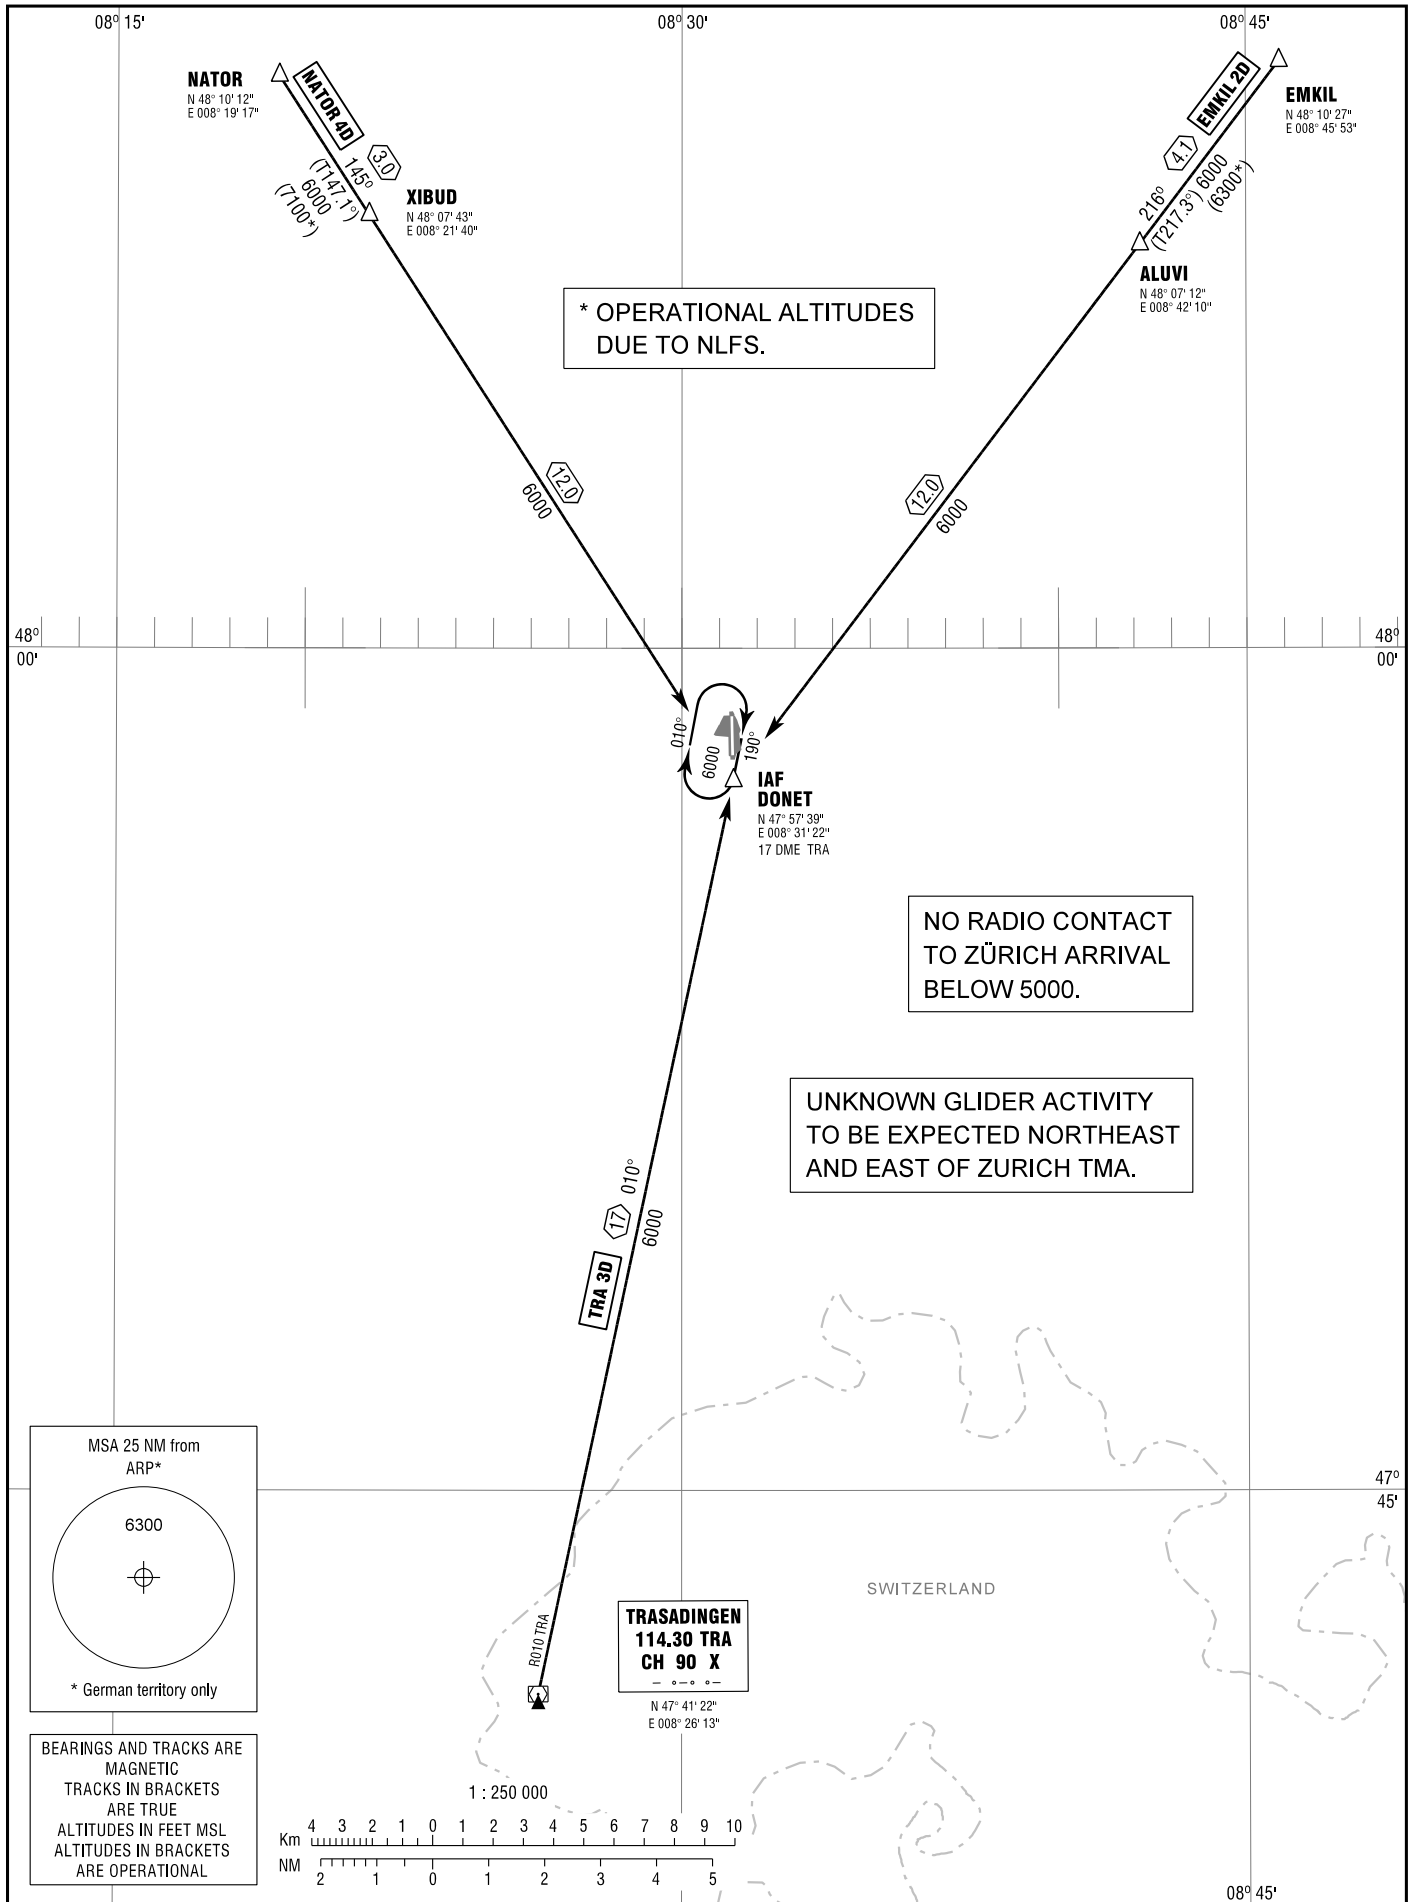 08º 15'
08º 30'
08º 45'
NATOR
N 48° 10' 12"
E 008° 19' 17"
NATOR 4D
3.0
145º
(T147.1°)
6000
(7100*)
XIBUD
N 48° 07' 43"
E 008° 21' 40"
EMKIL 2D
EMKIL
N 48° 10' 27"
E 008° 45' 53"
4.1
216º
(T217.3°) 6000
(6300*)
ALUVI
N 48° 07' 12"
E 008° 42' 10"
* OPERATIONAL ALTITUDES
DUE TO NLFS.
12.0
6000
12.0
6000
48º
00'
48º
00'
010°
6000
190°
IAF
DONET
N 47° 57' 39"
E 008° 31' 22"
17 DME TRA
NO RADIO CONTACT
TO ZÜRICH ARRIVAL
BELOW 5000.
UNKNOWN GLIDER ACTIVITY
TO BE EXPECTED NORTHEAST
AND EAST OF ZURICH TMA.
TRA 3D
17
010°
6000
MSA 25 NM from
ARP*
6300
* German territory only
47º
45'
SWITZERLAND
R010 TRA
TRASADINGEN
114.30 TRA
CH 90 X
N 47° 41' 22"
E 008° 26' 13"
BEARINGS AND TRACKS ARE
MAGNETIC
TRACKS IN BRACKETS
ARE TRUE
ALTITUDES IN FEET MSL
ALTITUDES IN BRACKETS
ARE OPERATIONAL
1 : 250 000
Km 4 3 2 1 0 1 2 3 4 5 6 7 8 9 10
NM 2 1 0 1 2 3 4 5
08º 45'